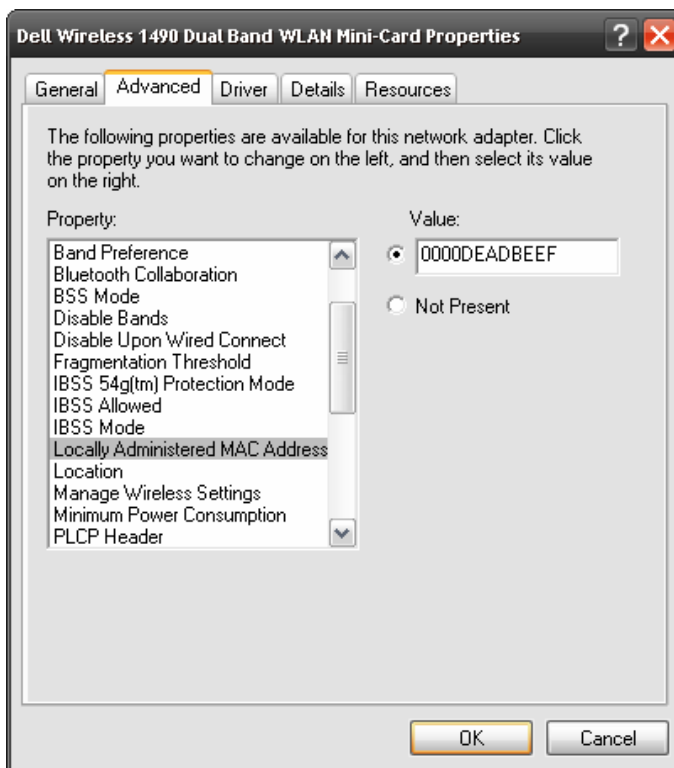 Dell Wireless 1490 Dual Band WLAN Mini-Card Properties
General Advanced Driver Details Resources
The following properties are available for this network adapter. Click
the property you want to change on the left, and then select its value
on the right.
Property:
Band Preference
Bluetooth Collaboration
BSS Mode
Disable Bands
Disable Upon Wired Connect
Fragmentation Threshold
IBSS 54g(tm) Protection Mode
IBSS Allowed
IBSS Mode
Locally Administered MAC Address
Location
Manage Wireless Settings
Minimum Power Consumption
PLCP Header
Value:
0000DEADBEEF
Not Present
OK Cancel